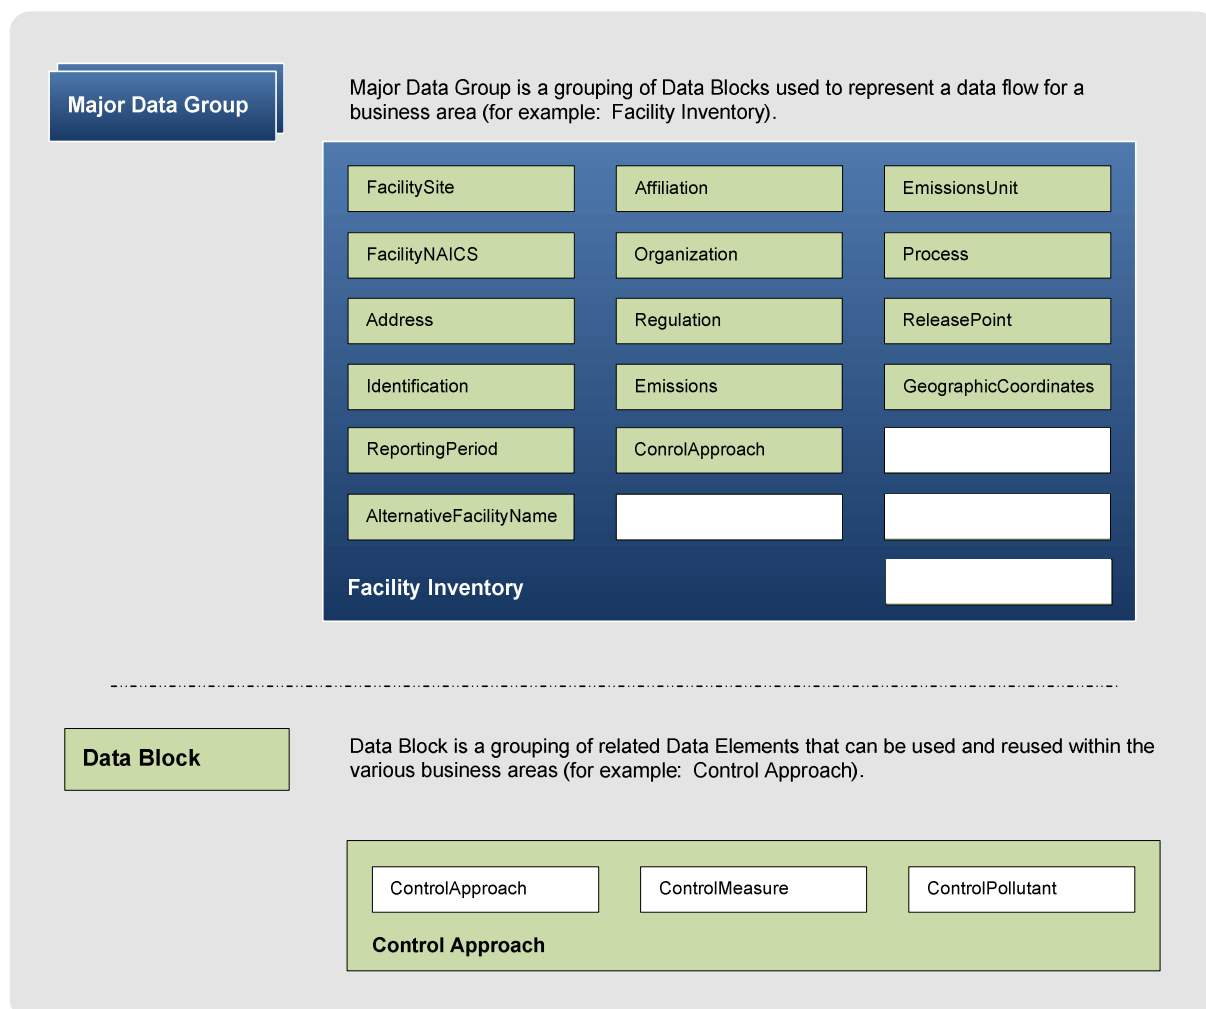 Major Data Group
Major Data Group is a grouping of Data Blocks used to represent a data flow for a
business area (for example:  Facility Inventory).
FacilitySite
Affiliation
EmissionsUnit
FacilityNAICS
Organization
Process
Address
Regulation
ReleasePoint
Identification
Emissions
GeographicCoordinates
ReportingPeriod
ConrolApproach
AlternativeFacilityName
Facility Inventory
Data Block
Data Block is a grouping of related Data Elements that can be used and reused within the
various business areas (for example:  Control Approach).
ControlApproach
ControlMeasure
ControlPollutant
Control Approach